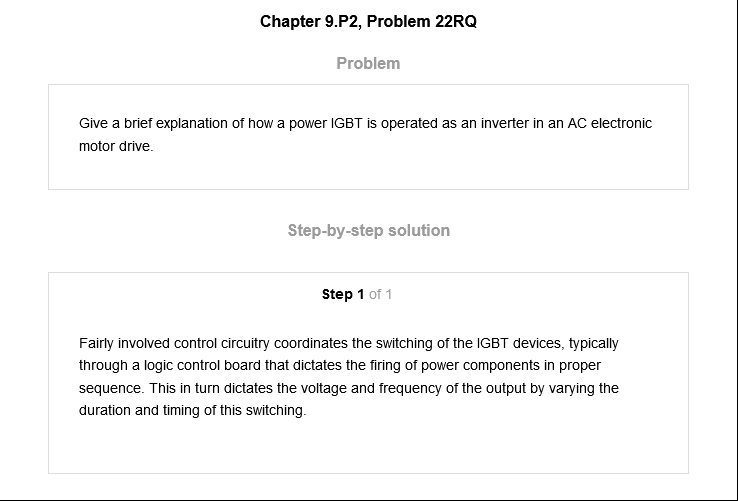 Chapter 9.P2, Problem 22RQ
Problem
Give a brief explanation of how a power IGBT is operated as an inverter in an AC electronic
motor drive.
Step-by-step solution
Step 1 of 1
Fairly involved control circuitry coordinates the switching of the IGBT devices, typically
through a logic control board that dictates the firing of power components in proper
sequence. This in turn dictates the voltage and frequency of the output by varying the
duration and timing of this switching.